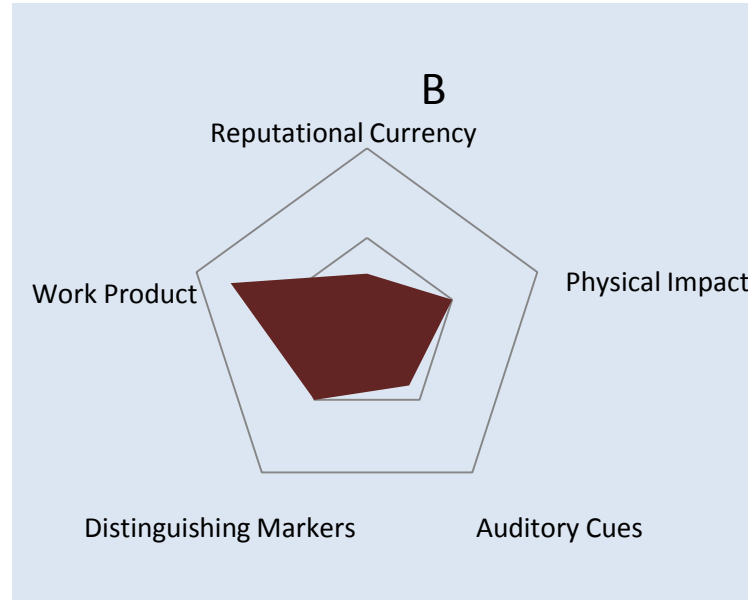 B
Reputational Currency
Work Product
Physical Impact
Distinguishing Markers
Auditory Cues